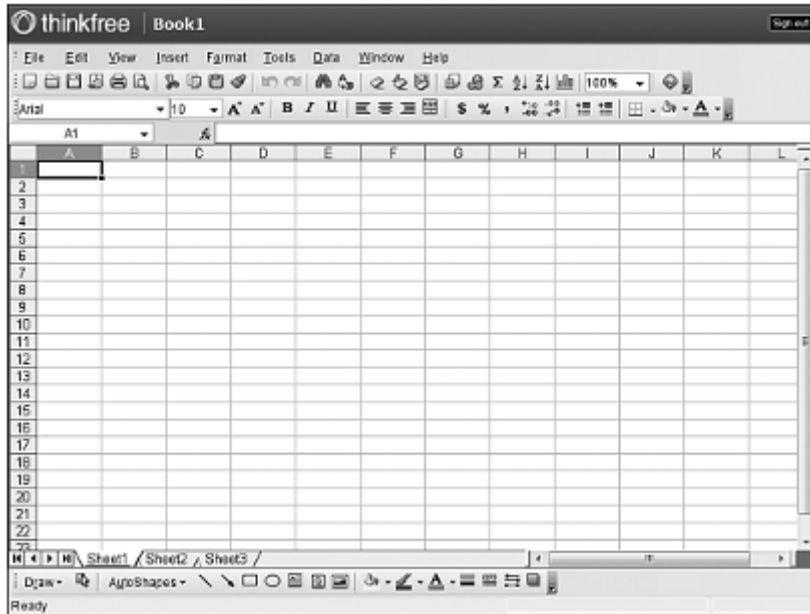 thinkfree Book1
Sign out
File Edit View Insert Format Tools Data Window Help
100%
Arial 10 B I U $ % ,
A1 fx
A B C D E F G H I J K L
1
2
3
4
5
6
7
8
9
10
11
12
13
14
15
16
17
18
19
20
21
22
23
Sheet1 Sheet2 Sheet3
Draw AutoShapes A
Ready